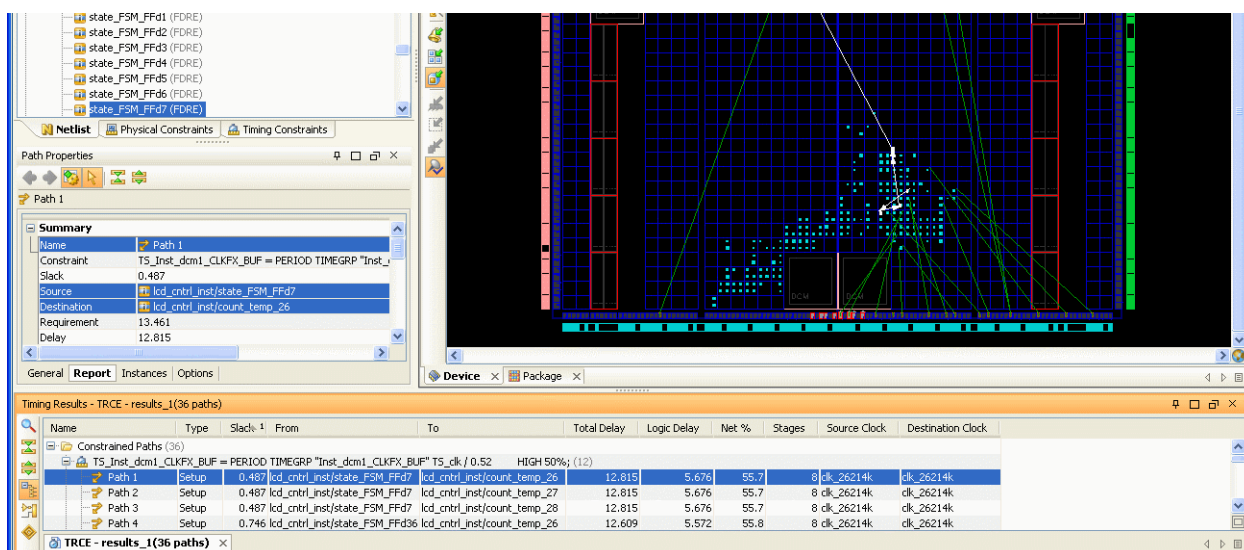 state_FSM_FFd1 (FDRE)
state_FSM_FFd2 (FDRE)
state_FSM_FFd3 (FDRE)
state_FSM_FFd4 (FDRE)
state_FSM_FFd5 (FDRE)
state_FSM_FFd6 (FDRE)
state_FSM_FFd7 (FDRE)
Netlist Physical Constraints Timing Constraints
Path Properties
Path 1
Summary
Name Path 1
Constraint TS_Inst_dcm1_CLKFX_BUF = PERIOD TIMEGRP "Inst_
Slack 0.487
Source lcd_cntrl_inst/state_FSM_FFd7
Destination lcd_cntrl_inst/count_temp_26
Requirement 13.461
Delay 12.815
General Report Instances Options
DCM DCM
Device Package
Timing Results - TRCE - results_1(36 paths)
Name Type Slack 1 From To Total Delay Logic Delay Net % Stages Source Clock Destination Clock
Constrained Paths (36)
TS_Inst_dcm1_CLKFX_BUF = PERIOD TIMEGRP "Inst_dcm1_CLKFX_BUF" TS_clk / 0.52 HIGH 50%; (12)
Path 1 Setup 0.487 lcd_cntrl_inst/state_FSM_FFd7 lcd_cntrl_inst/count_temp_26 12.815 5.676 55.7 8 clk_26214k clk_26214k
Path 2 Setup 0.487 lcd_cntrl_inst/state_FSM_FFd7 lcd_cntrl_inst/count_temp_27 12.815 5.676 55.7 8 clk_26214k clk_26214k
Path 3 Setup 0.487 lcd_cntrl_inst/state_FSM_FFd7 lcd_cntrl_inst/count_temp_28 12.815 5.676 55.7 8 clk_26214k clk_26214k
Path 4 Setup 0.746 lcd_cntrl_inst/state_FSM_FFd36 lcd_cntrl_inst/count_temp_26 12.609 5.572 55.8 8 clk_26214k clk_26214k
TRCE - results_1(36 paths)